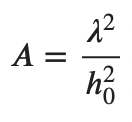 A = λ² / h₀²